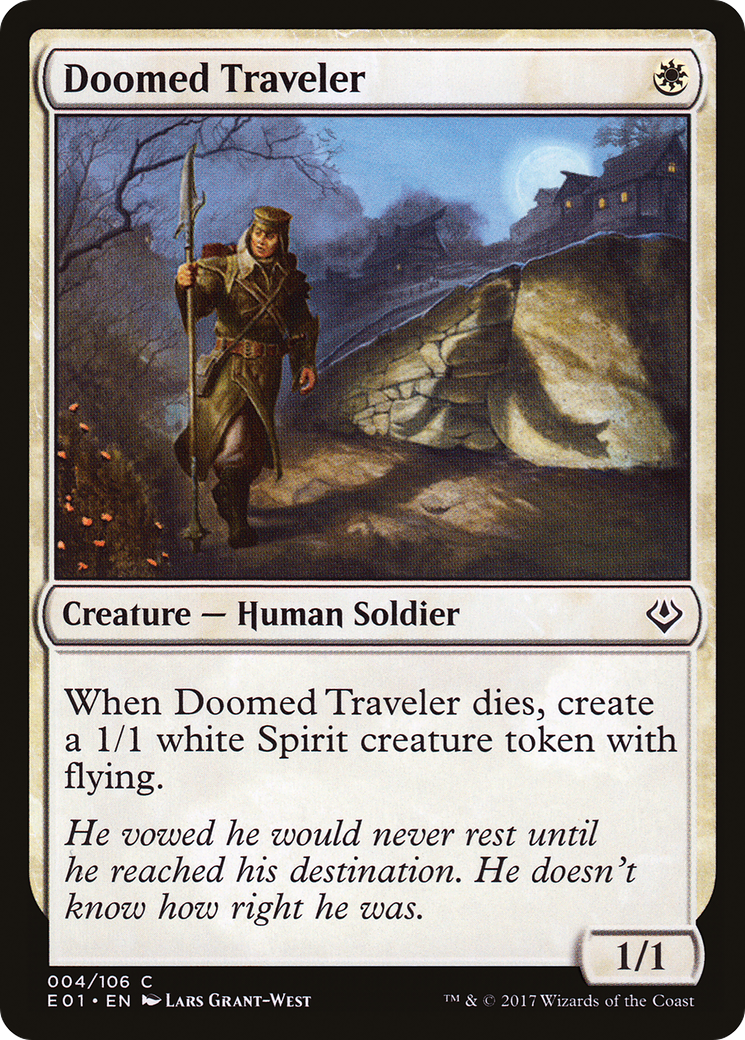 Doomed Traveler
Creature — Human Soldier
When Doomed Traveler dies, create
a 1/1 white Spirit creature token with
flying.
He vowed he would never rest until
he reached his destination. He doesn't
know how right he was.
1/1
004/106 C
E01 • EN Lars Grant-West
™ & © 2017 Wizards of the Coast